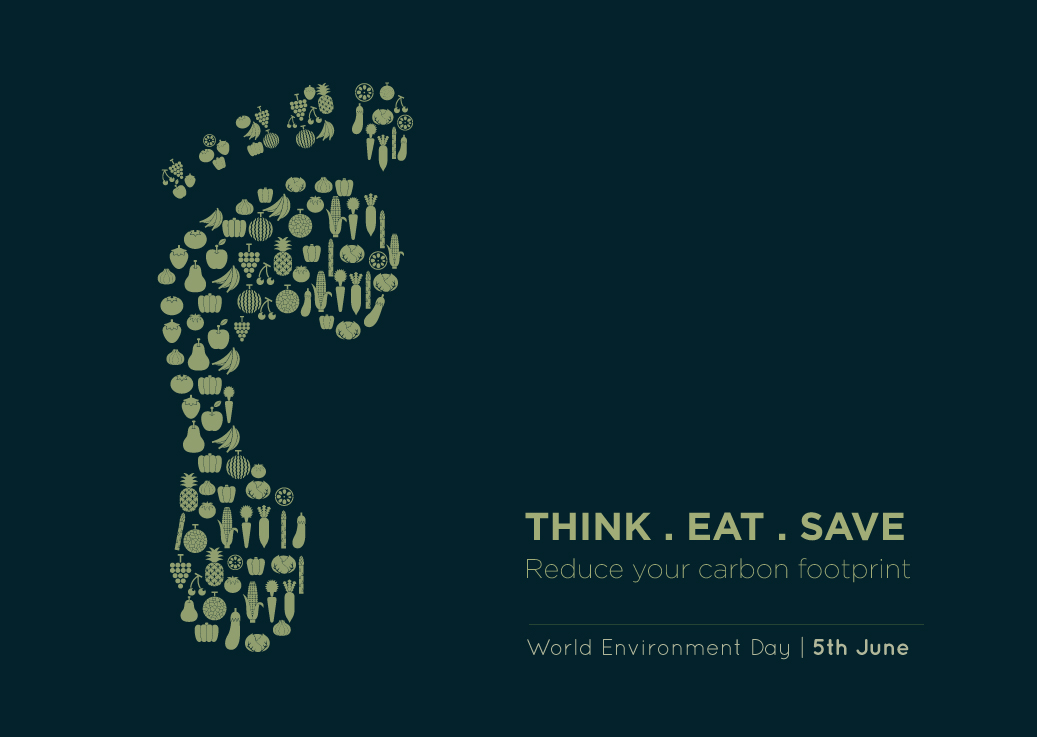 THINK . EAT . SAVE
Reduce your carbon footprint
World Environment Day | 5th June